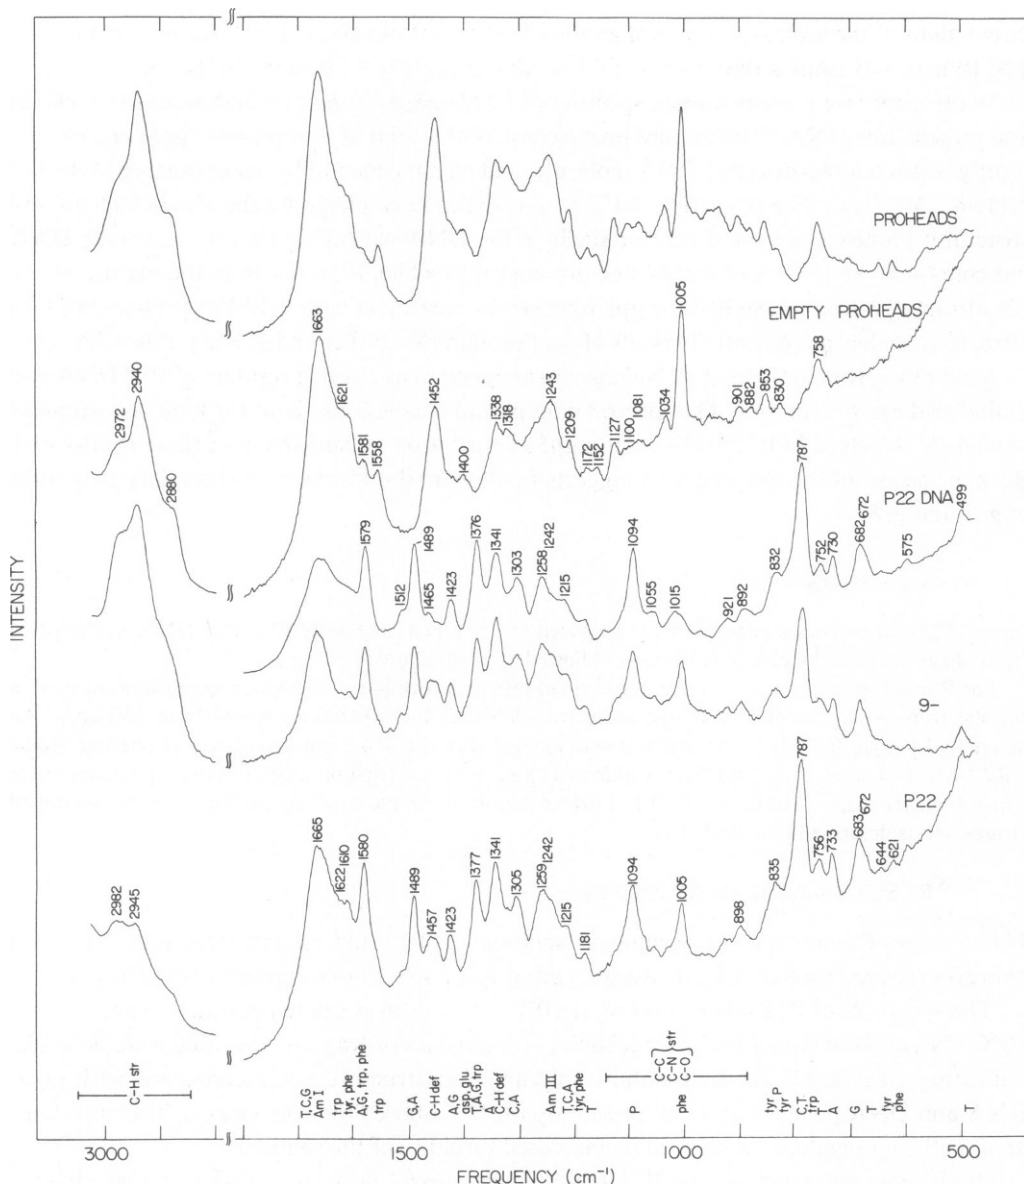 PROHEADS
EMPTY PROHEADS
2972
2940
2880
1663
1621
1581
1558
1452
1400
1338
1318
1243
1209
1172
1152
1127
1100
1081
1034
1005
901
882
853
830
758
P22 DNA
1579
1512
1489
1465
1423
1376
1341
1303
1258
1242
1215
1094
1055
1015
921
892
832
787
752
730
682
672
575
499
19-
P22
2982
2945
1665
1622
1610
1580
1489
1457
1423
1377
1341
1305
1259
1242
1215
1181
1094
1005
898
835
787
756
733
683
672
644
621
INTENSITY
C-H str
T,C,G
Am I
trp
tyr, phe
A,G, trp, phe
trp
G,A
C-H def
A,G
asp, glu
T,A,G, trp
A
C-H def
C,A
Am III
T,C,A
tyr, phe
P
phe
C-C
C-N
C-O
str
tyr
tyr, P
C,T
trp
T
A
G
T
tyr
phe
3000 1500 1000 500
FREQUENCY (cm⁻¹)